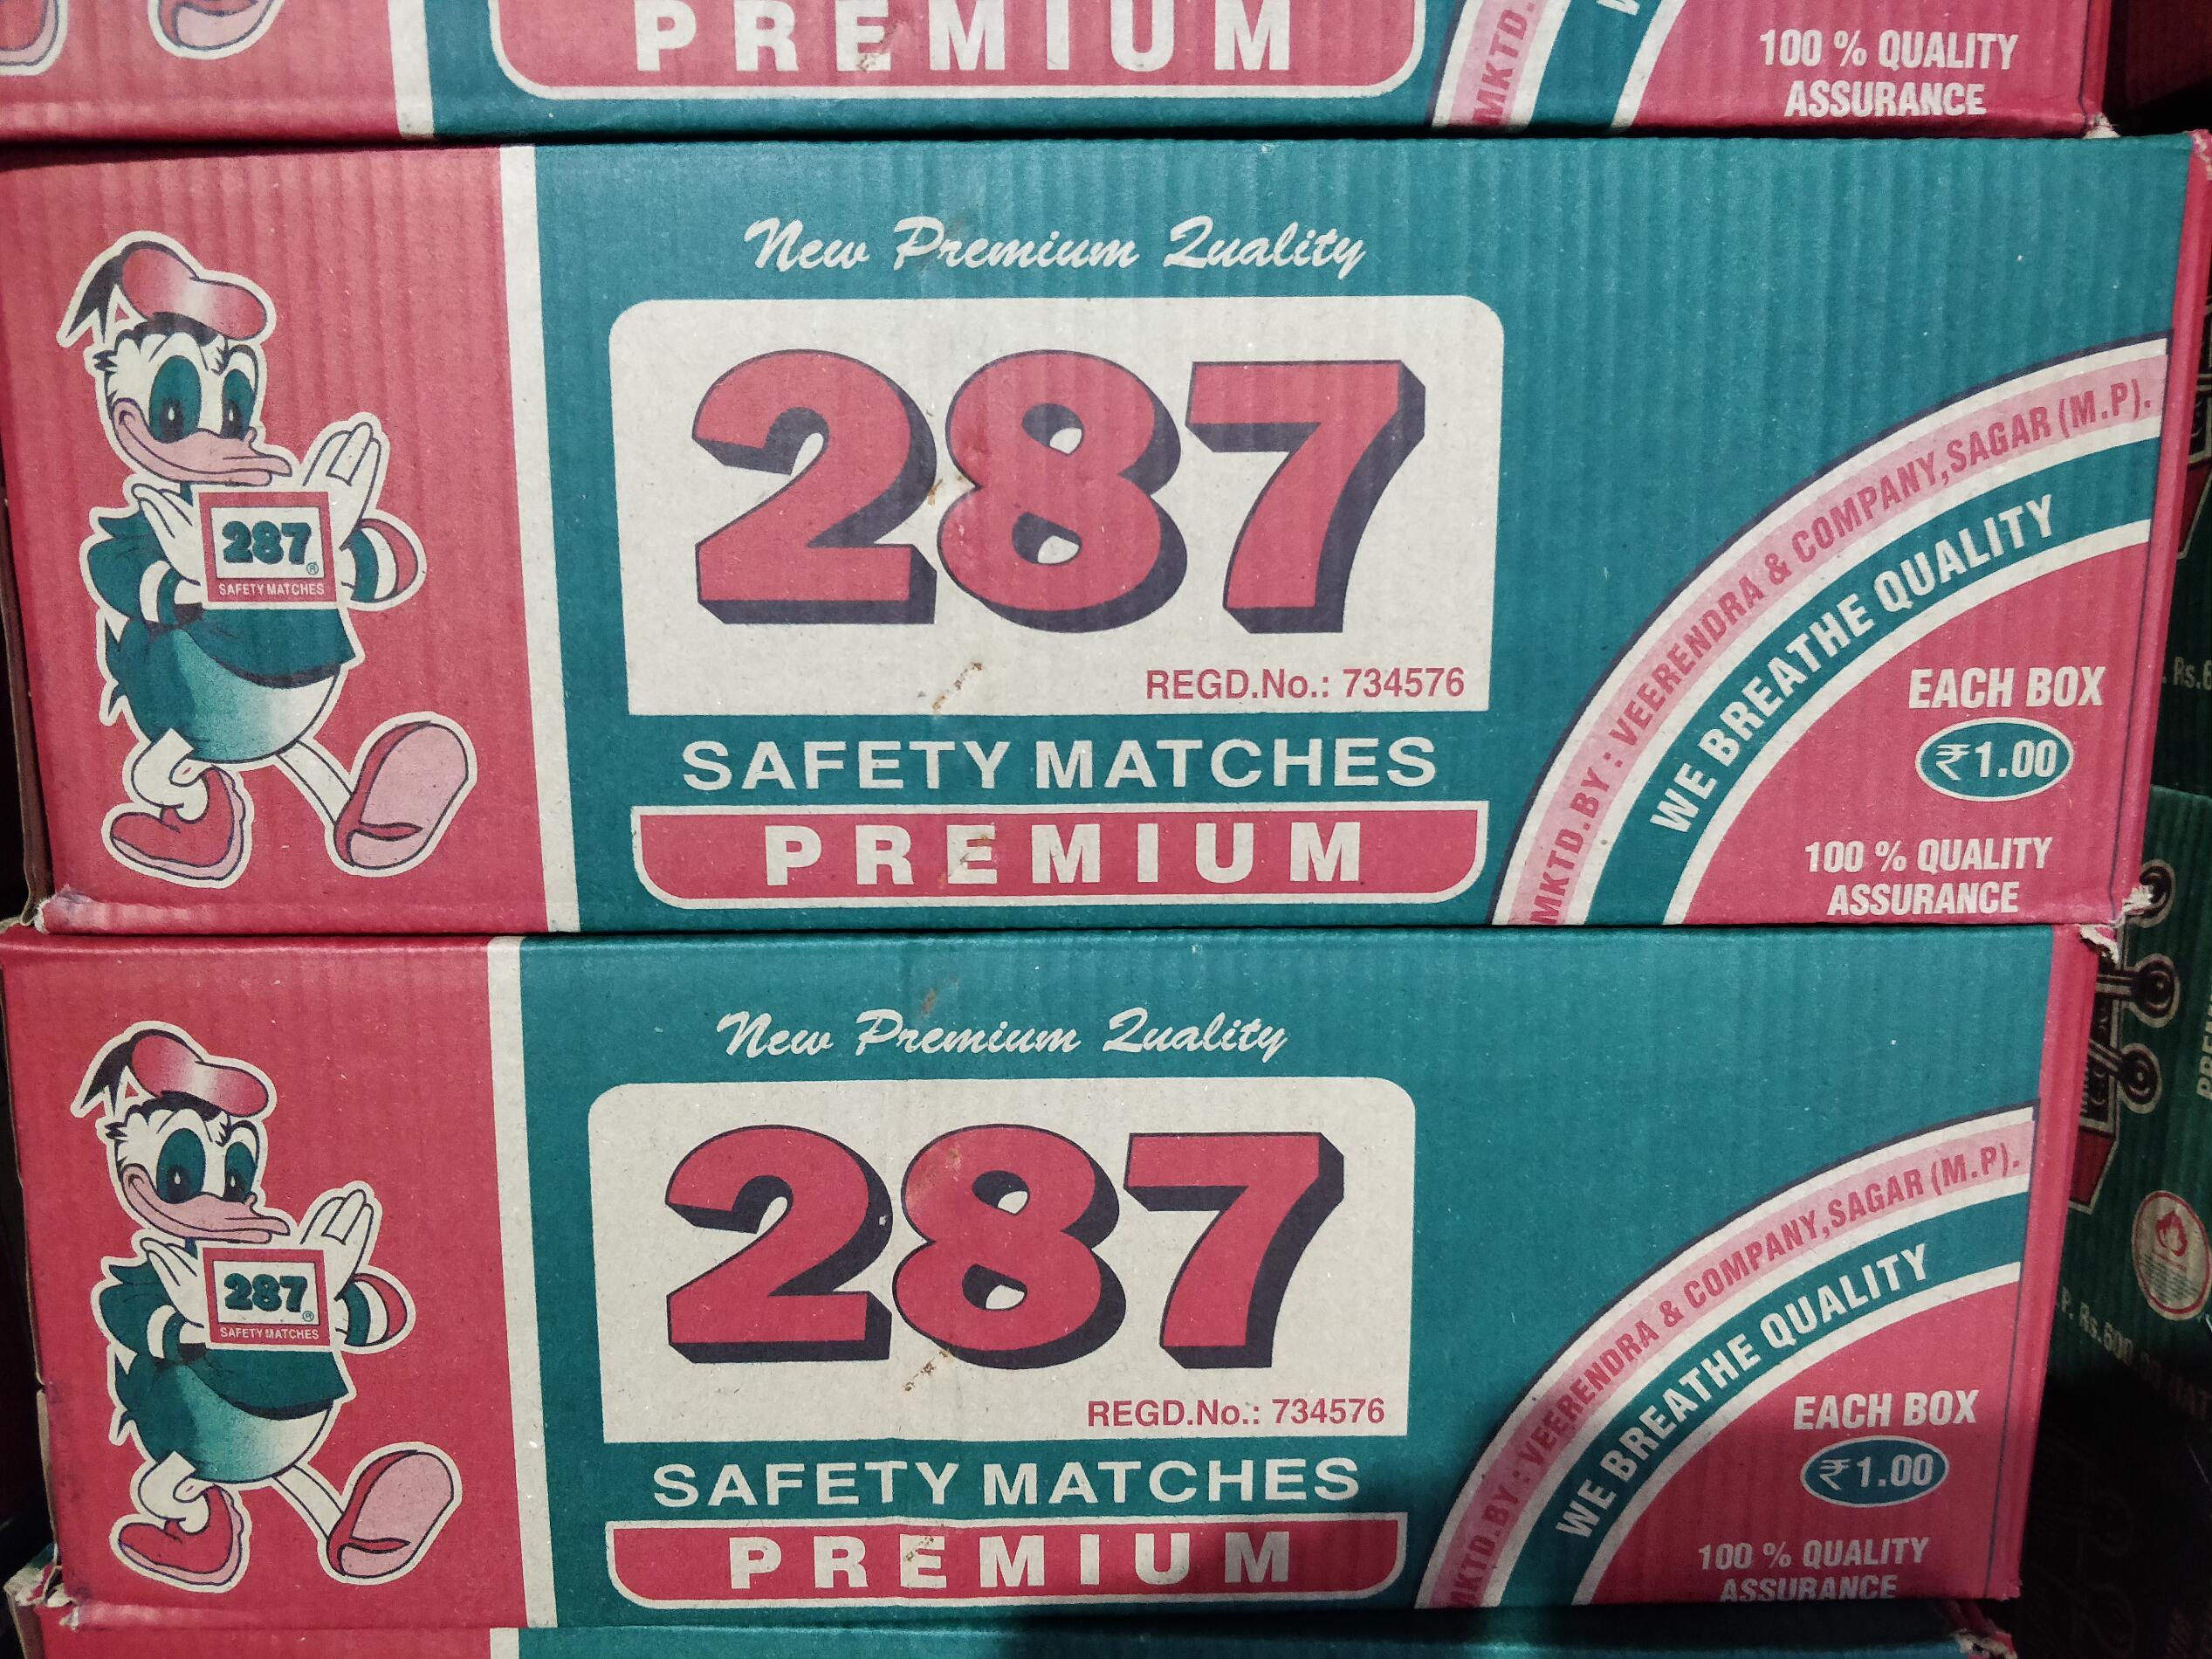 PREMIUM
MKTD.
100 % QUALITY
ASSURANCE
New Premium Quality
287
REGD.No.: 734576
SAFETY MATCHES
PREMIUM
287®
SAFETY MATCHES
MKTD.BY : VEERENDRA & COMPANY,SAGAR (M.P).
WE BREATHE QUALITY
EACH BOX
₹1.00
100 % QUALITY
ASSURANCE
New Premium Quality
287
REGD.No.: 734576
SAFETY MATCHES
PREMIUM
287®
SAFETY MATCHES
MKTD.BY : VEERENDRA & COMPANY,SAGAR (M.P).
WE BREATHE QUALITY
EACH BOX
₹1.00
100 % QUALITY
ASSURANCE